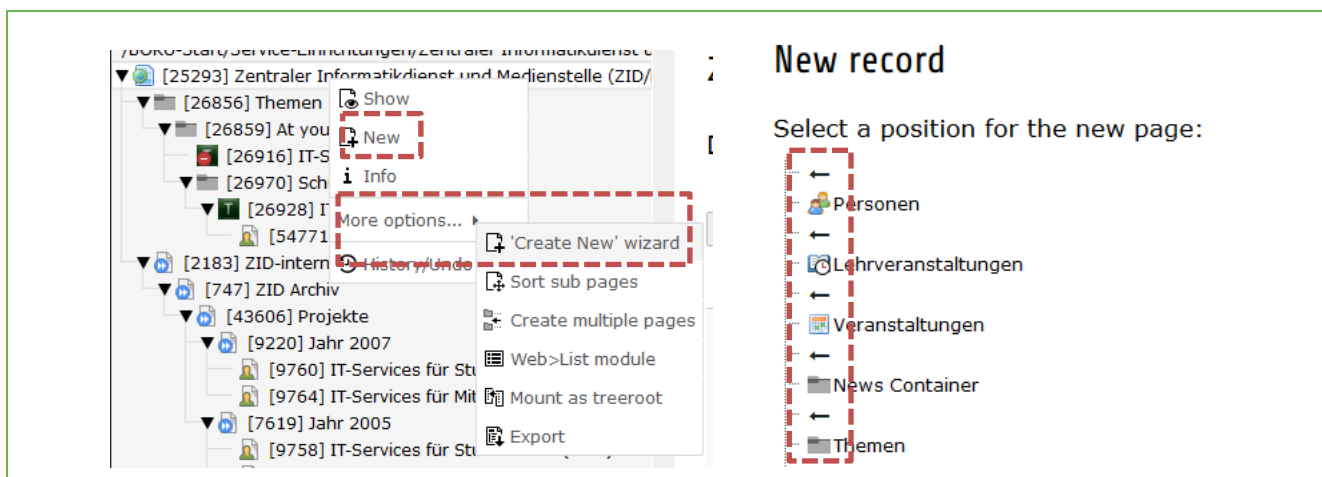 /BOKU-Start/Service-Einrichtungen/Zentraler Informatikdienst u
[25293] Zentraler Informatikdienst und Medienstelle (ZID/
[26856] Themen
[26859] At you
[26916] IT-S
[26970] Sch
[26928] I
[54771
[2183] ZID-intern
[747] ZID Archiv
[43606] Projekte
[9220] Jahr 2007
[9760] IT-Services für Stu
[9764] IT-Services für Mit
[7619] Jahr 2005
[9758] IT-Services für Stu
Show
New
Info
More options...
History/Undo
'Create New' wizard
Sort sub pages
Create multiple pages
Web>List module
Mount as treeroot
Export
New record
Select a position for the new page:
Personen
Lehrveranstaltungen
Veranstaltungen
News Container
Themen